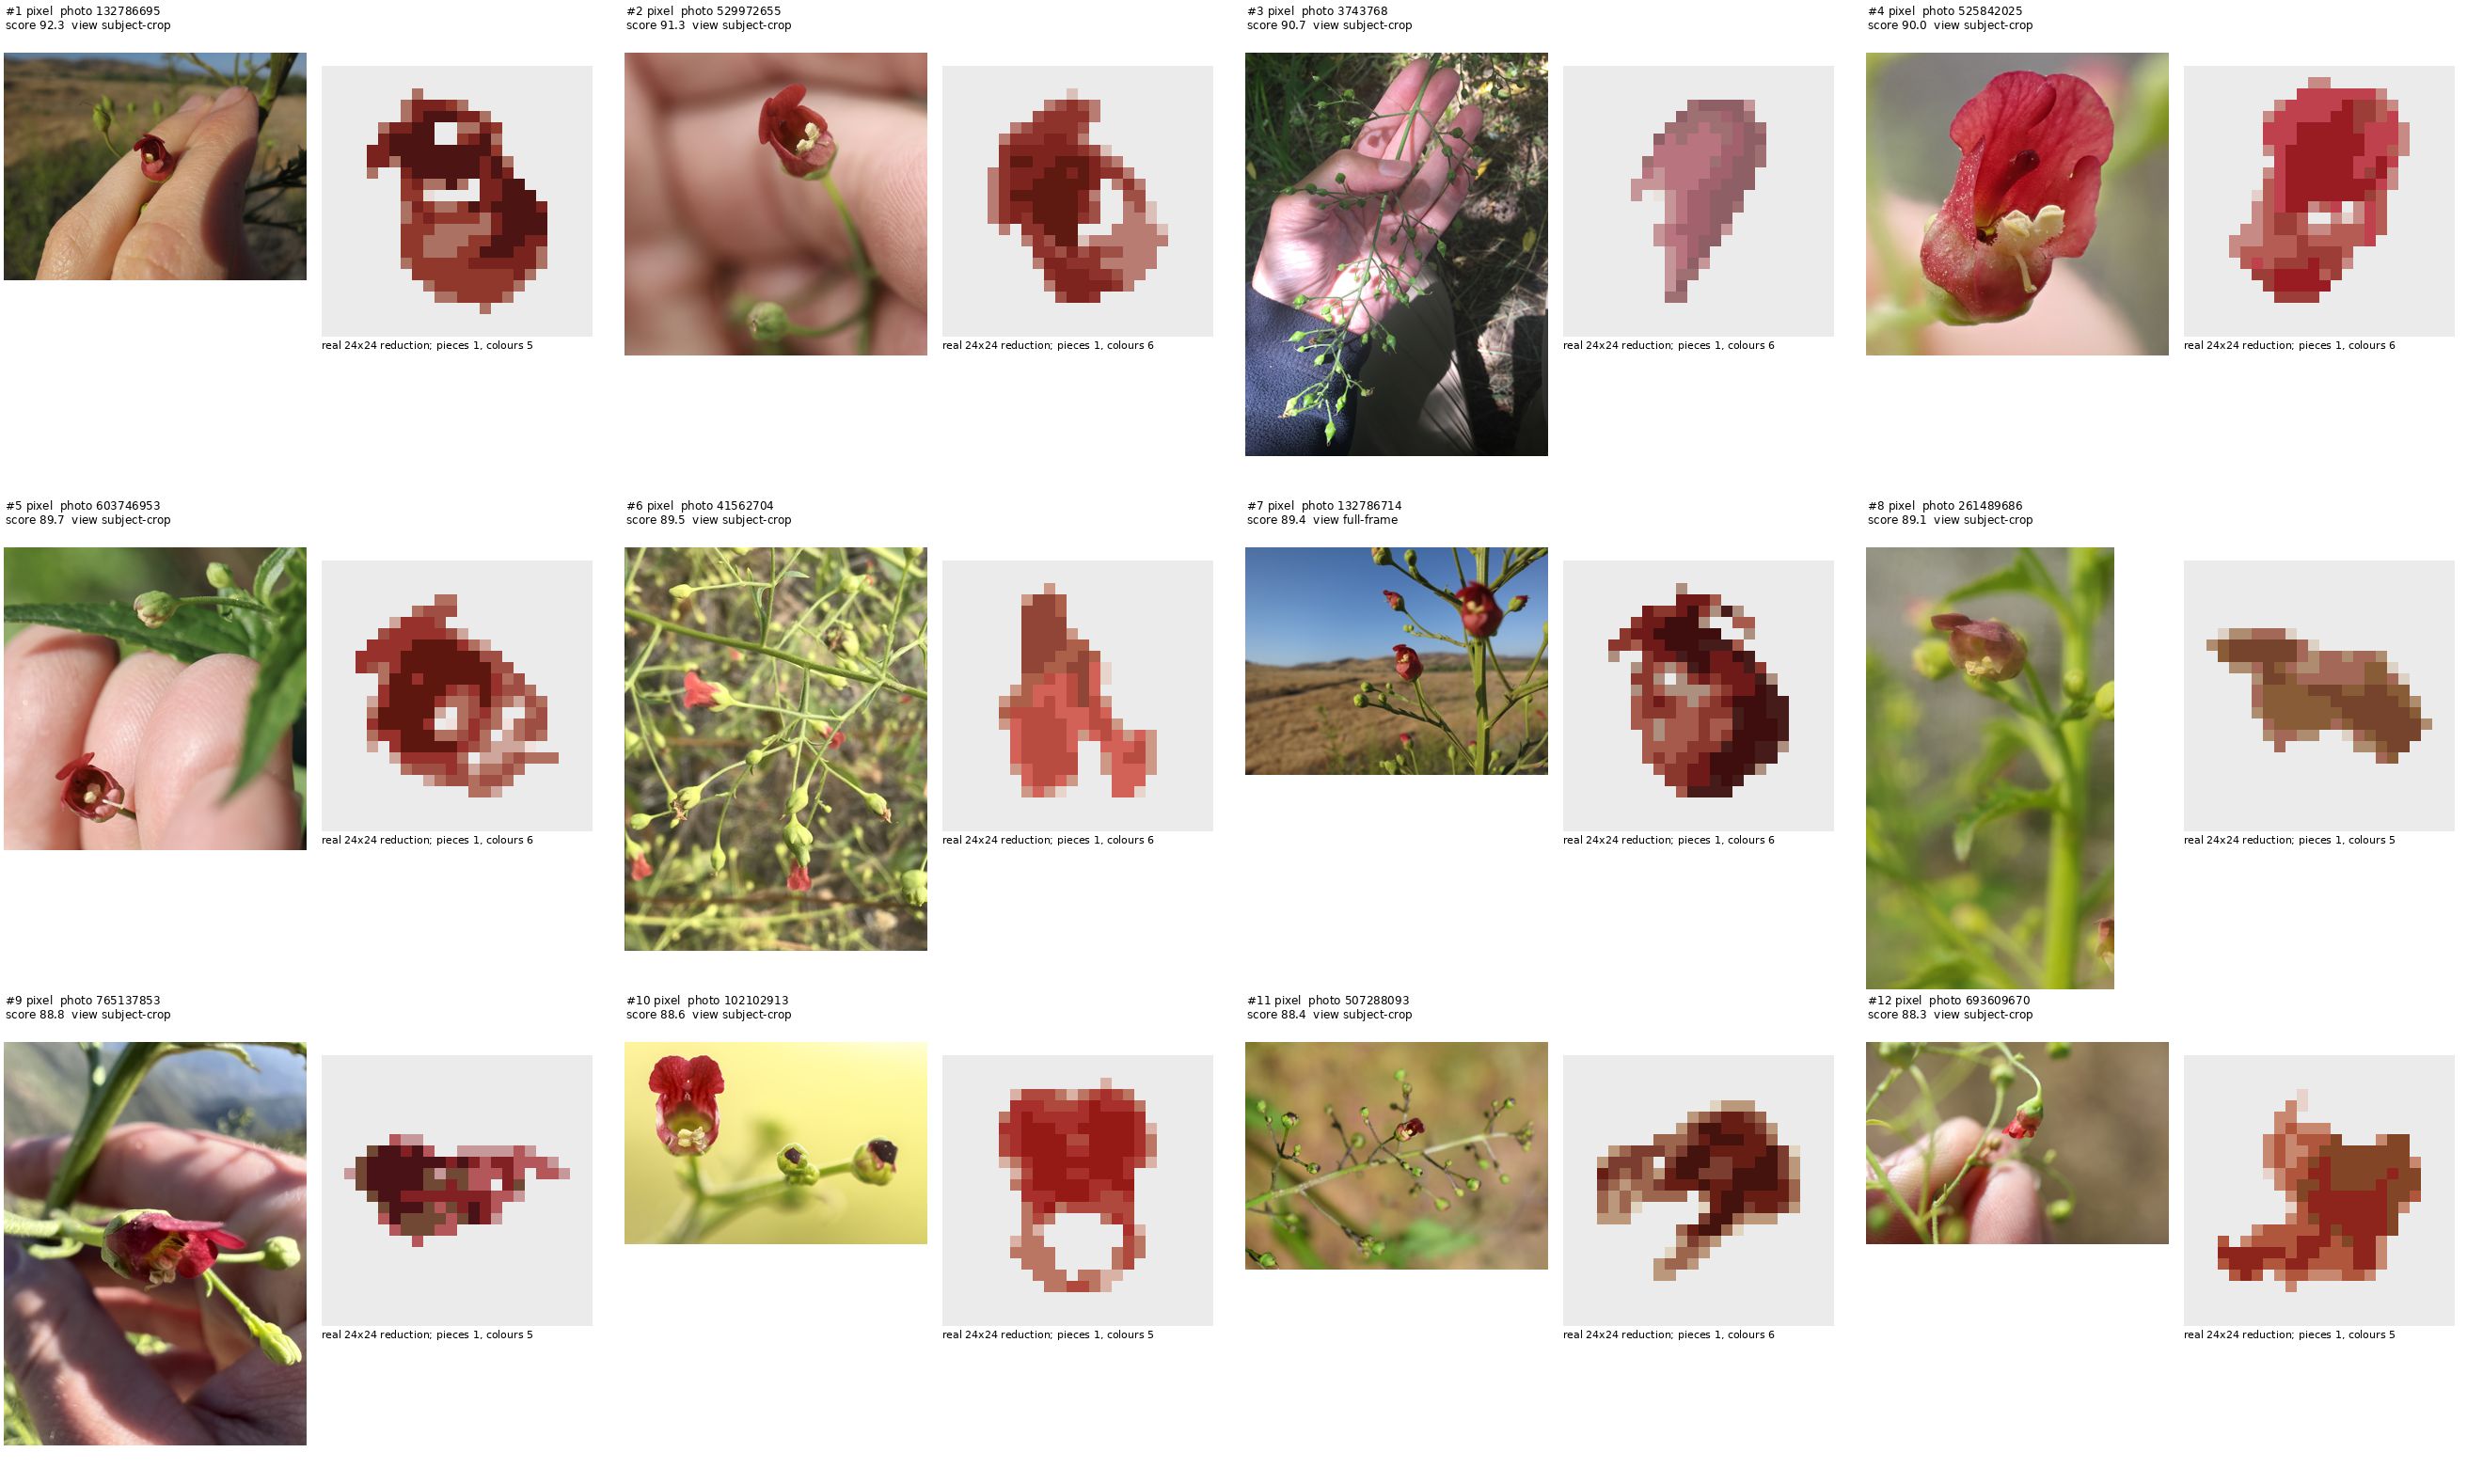 #1 pixel  photo 132786695
score 92.3  view subject-crop
real 24x24 reduction; pieces 1, colours 5
#2 pixel  photo 529972655
score 91.3  view subject-crop
real 24x24 reduction; pieces 1, colours 6
#3 pixel  photo 3743768
score 90.7  view subject-crop
real 24x24 reduction; pieces 1, colours 6
#4 pixel  photo 525842025
score 90.0  view subject-crop
real 24x24 reduction; pieces 1, colours 6
#5 pixel  photo 603746953
score 89.7  view subject-crop
real 24x24 reduction; pieces 1, colours 6
#6 pixel  photo 41562704
score 89.5  view subject-crop
real 24x24 reduction; pieces 1, colours 6
#7 pixel  photo 132786714
score 89.4  view full-frame
real 24x24 reduction; pieces 1, colours 6
#8 pixel  photo 261489686
score 89.1  view subject-crop
real 24x24 reduction; pieces 1, colours 5
#9 pixel  photo 765137853
score 88.8  view subject-crop
real 24x24 reduction; pieces 1, colours 5
#10 pixel  photo 102102913
score 88.6  view subject-crop
real 24x24 reduction; pieces 1, colours 5
#11 pixel  photo 507288093
score 88.4  view subject-crop
real 24x24 reduction; pieces 1, colours 6
#12 pixel  photo 693609670
score 88.3  view subject-crop
real 24x24 reduction; pieces 1, colours 5